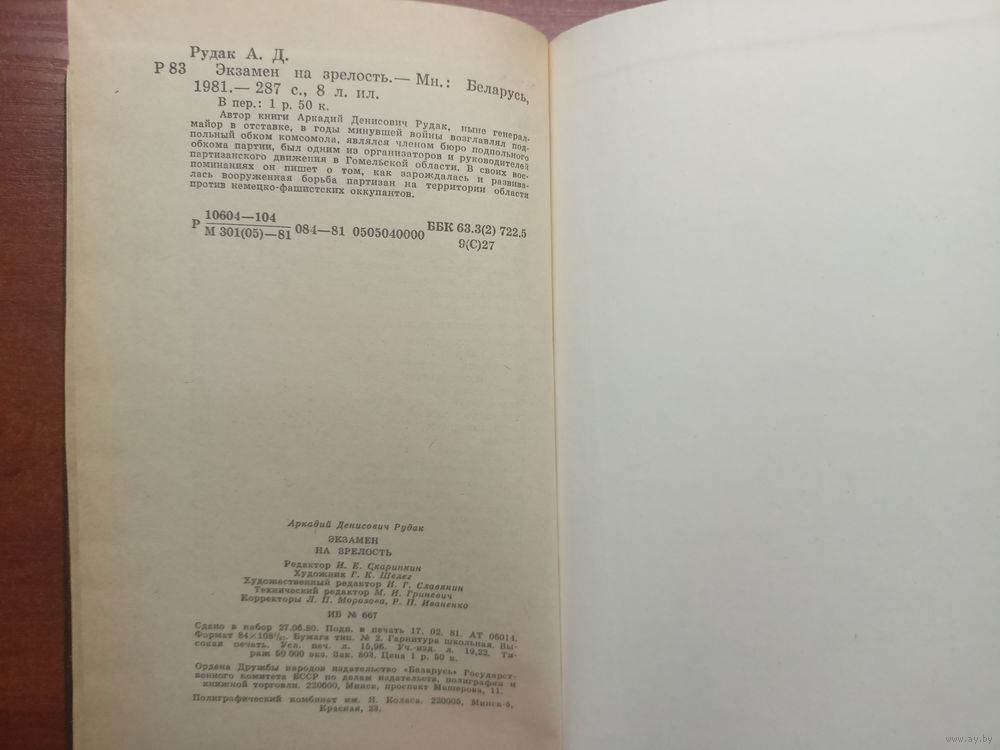 Рудак А. Д.
Р 83 Экзамен на зрелость.— Мн.: Беларусь,
1981.— 287 с., 8 л. ил.
В пер.: 1 р. 50 к.
Автор книги Аркадий Денисович Рудак, ныне генерал-
майор в отставке, в годы минувшей войны возглавлял под-
польный обком комсомола, являлся членом бюро подпольного
обкома партии, был одним из организаторов и руководителей
партизанского движения в Гомельской области. В своих вос-
поминаниях он пишет о том, как зарождалась и развива-
лась вооруженная борьба партизан на территории области
против немецко-фашистских оккупантов.
Р 10604—104
М 301(05)—81 084—81 0505040000 ББК 63.3(2) 722.5
9(С)27
Аркадий Денисович Рудак
ЭКЗАМЕН
НА ЗРЕЛОСТЬ
Редактор И. Е. Скарипкин
Художник Г. К. Шелег
Художественный редактор И. Г. Славянин
Технический редактор М. И. Гриневич
Корректоры Л. П. Морозова, Р. П. Иваненко
ИБ № 667
Сдано в набор 27.06.80. Подп. в печать 17. 02. 81. АТ 06014.
Формат 84×108¹/₃₂. Бумага тип. № 2. Гарнитура школьная. Вы-
сокая печать. Усл. печ. л. 15,96. Уч.-изд. л. 19,22. Ти-
раж 50 000 экз. Зак. 893. Цена 1 р. 50 к.
Ордена Дружбы народов издательство «Беларусь» Государст-
венного комитета БССР по делам издательств, полиграфии и
книжной торговли. 220600, Минск, проспект Машерова, 11.
Полиграфический комбинат им. Я. Коласа. 220005, Минск-5,
Красная, 23.
www.ay.by